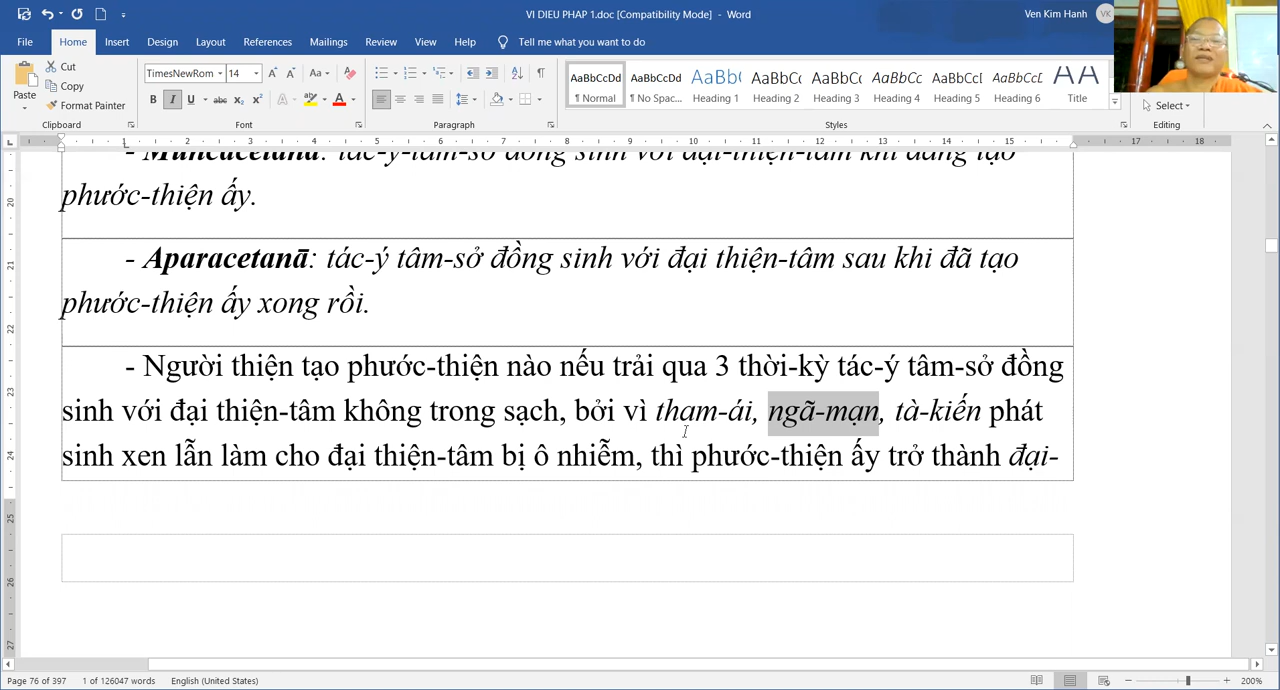 VI DIEU PHAP 1.doc [Compatibility Mode] - Word
Ven Kim Hanh VK
File Home Insert Design Layout References Mailings Review View Help Tell me what you want to do
Cut
Copy
Format Painter
Paste
TimesNewRom 14
AaBbCcDd AaBbCcDd AaBbC AaBbCc AaBbCc AaBbCcD AaBbCcD AaBbCcD
¶ Normal ¶ No Spac... Heading 1 Heading 2 Heading 3 Heading 4 Heading 5 Heading 6 Title
Select
Clipboard Font Paragraph Styles Editing
phước-thiện ấy.
- Aparacetanā: tác-ý tâm-sở đồng sinh với đại thiện-tâm sau khi đã tạo
phước-thiện ấy xong rồi.
- Người thiện tạo phước-thiện nào nếu trải qua 3 thời-kỳ tác-ý tâm-sở đồng
sinh với đại thiện-tâm không trong sạch, bởi vì tham-ái, ngã-mạn, tà-kiến phát
sinh xen lẫn làm cho đại thiện-tâm bị ô nhiễm, thì phước-thiện ấy trở thành đại-
Page 76 of 397 1 of 126047 words English (United States) 200%